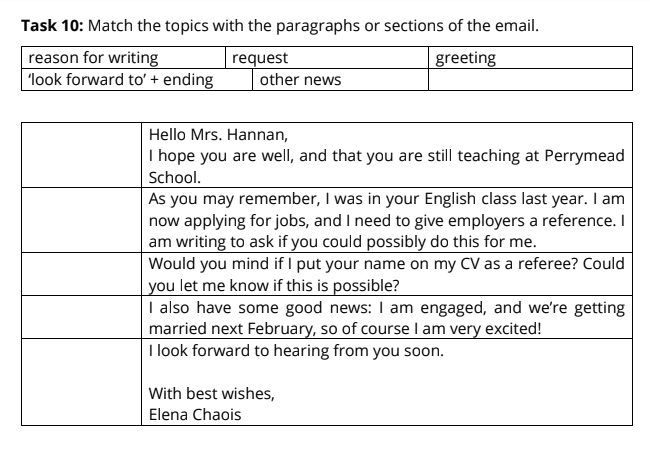 Task 10: Match the topics with the paragraphs or sections of the email.
reason for writing
request
greeting
‘look forward to’ + ending
other news
Hello Mrs. Hannan,
I hope you are well, and that you are still teaching at Perrymead
School.
As you may remember, I was in your English class last year. I am
now applying for jobs, and I need to give employers a reference. I
am writing to ask if you could possibly do this for me.
Would you mind if I put your name on my CV as a referee? Could
you let me know if this is possible?
I also have some good news: I am engaged, and we’re getting
married next February, so of course I am very excited!
I look forward to hearing from you soon.
With best wishes,
Elena Chaois